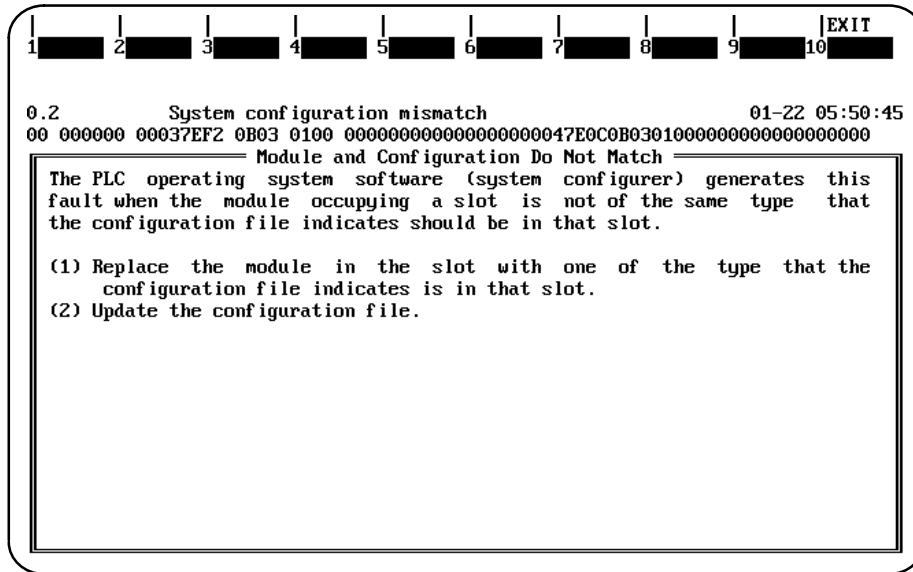 EXIT
1 2 3 4 5 6 7 8 9 10
0.2 System configuration mismatch 01-22 05:50:45
00 000000 00037EF2 0B03 0100 000000000000000000047E0C0B0301000000000000000000
Module and Configuration Do Not Match
The PLC operating system software (system configurer) generates this
fault when the module occupying a slot is not of the same type that
the configuration file indicates should be in that slot.
(1) Replace the module in the slot with one of the type that the
configuration file indicates is in that slot.
(2) Update the configuration file.